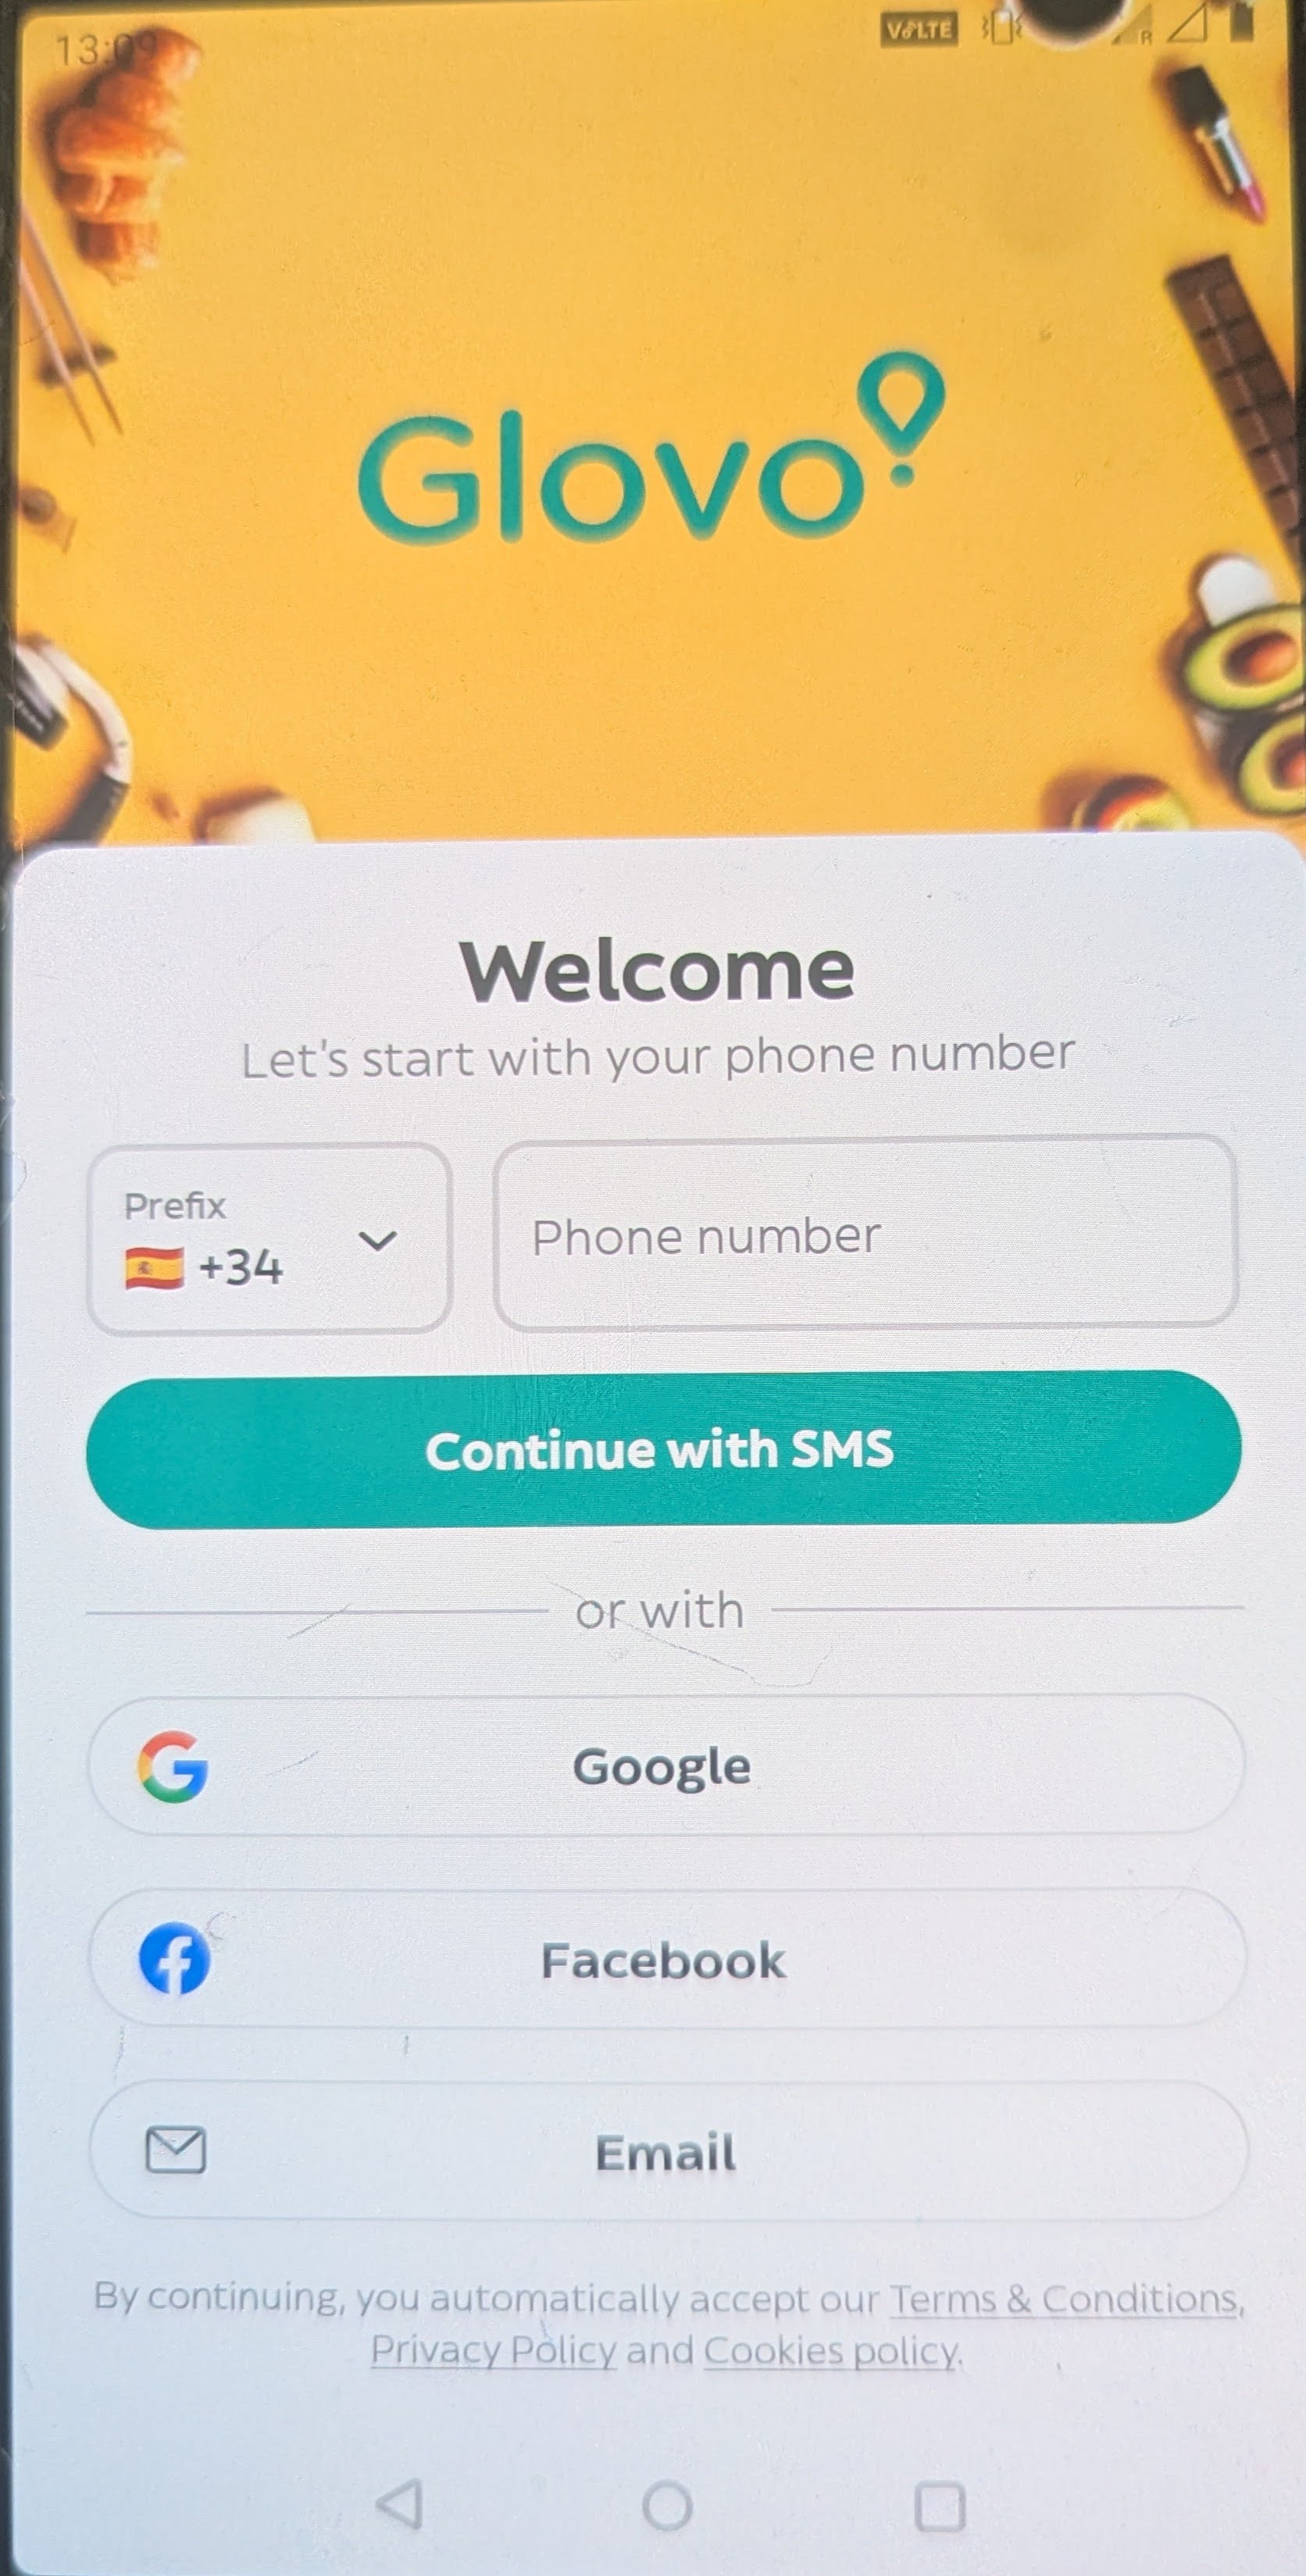 13:09
VoLTE
R
Glovo
Welcome
Let's start with your phone number
Prefix
+34
Phone number
Continue with SMS
or with
Google
Facebook
Email
By continuing, you automatically accept our Terms & Conditions,
Privacy Policy and Cookies policy.